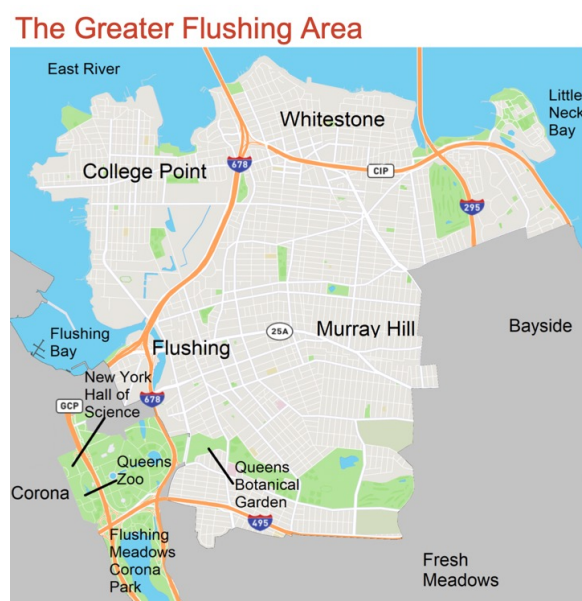 The Greater Flushing Area
East River
Little
Neck
Bay
Whitestone
College Point
678
CIP
295
Flushing
Bay
Flushing
25A
Murray Hill
Bayside
New York
Hall of
Science
GCP
678
Queens
Zoo
Corona
Queens
Botanical
Garden
495
Flushing
Meadows
Corona
Park
Fresh
Meadows